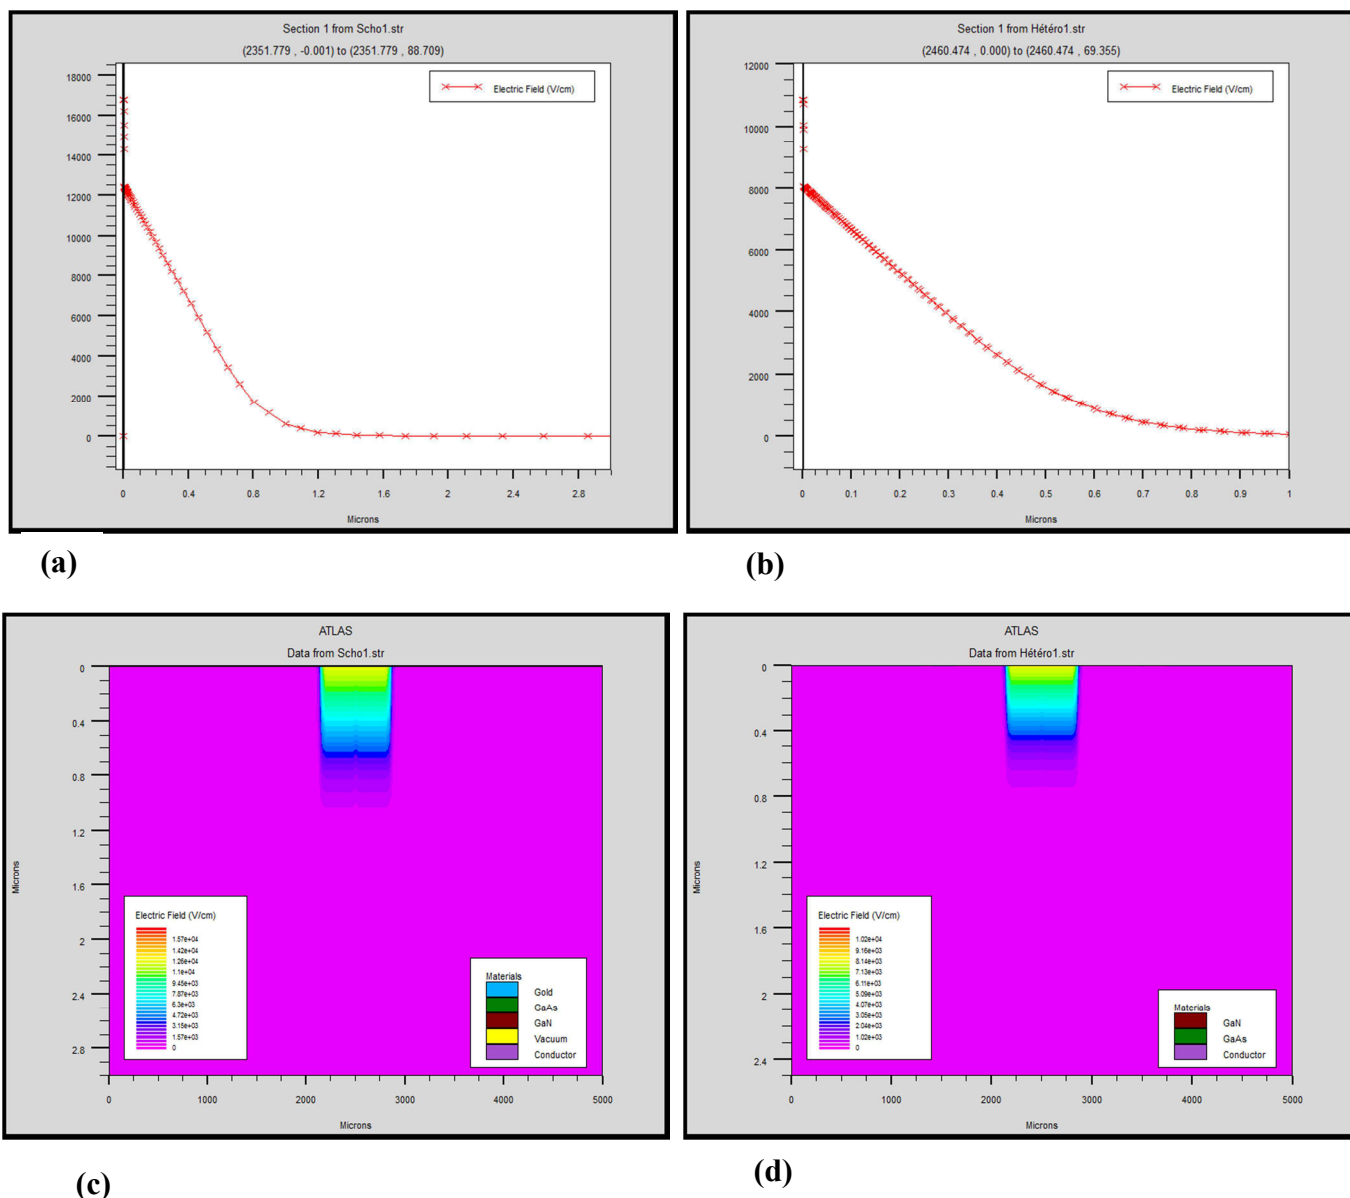 Section 1 from Scho1.str
(2351.779 , -0.001) to (2351.779 , 88.709)
Electric Field (V/cm)
18000
16000
14000
12000
10000
8000
6000
4000
2000
0
0 0.4 0.8 1.2 1.6 2 2.4 2.8
Microns
(a)
Section 1 from Hétéro1.str
(2460.474 , 0.000) to (2460.474 , 69.355)
Electric Field (V/cm)
12000
10000
8000
6000
4000
2000
0
0 0.1 0.2 0.3 0.4 0.5 0.6 0.7 0.8 0.9 1
Microns
(b)
ATLAS
Data from Scho1.str
0
0.4
0.8
1.2
1.6
2
2.4
2.8
Microns
Electric Field (V/cm)
1.57e+04
1.42e+04
1.26e+04
1.1e+04
9.45e+03
7.87e+03
6.3e+03
4.72e+03
3.15e+03
1.57e+03
0
Materials
Gold
GaAs
GaN
Vacuum
Conductor
0 1000 2000 3000 4000 5000
Microns
(c)
ATLAS
Data from Hétéro1.str
0
0.4
0.8
1.2
1.6
2
2.4
Microns
Electric Field (V/cm)
1.02e+04
9.16e+03
8.14e+03
7.13e+03
6.11e+03
5.09e+03
4.07e+03
3.05e+03
2.04e+03
1.02e+03
0
Materials
GaN
GaAs
Conductor
0 1000 2000 3000 4000 5000
Microns
(d)